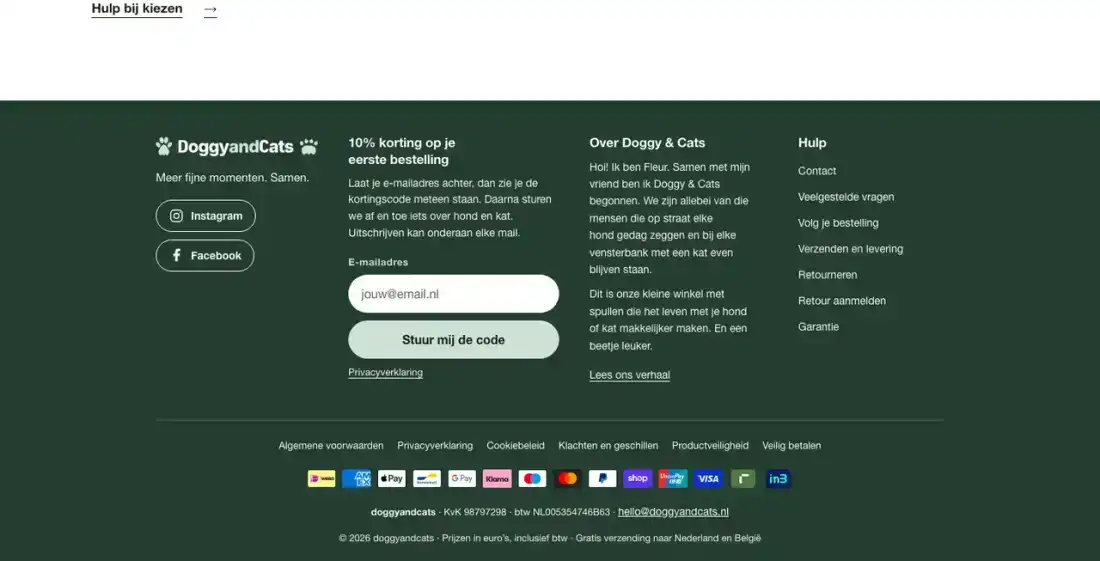 Hulp bij kiezen →
DoggyandCats
Meer fijne momenten. Samen.
Instagram
Facebook
10% korting op je
eerste bestelling
Laat je e-mailadres achter, dan zie je de
kortingscode meteen staan. Daarna sturen
we af en toe iets over hond en kat.
Uitschrijven kan onderaan elke mail.
E-mailadres
jouw@email.nl
Stuur mij de code
Privacyverklaring
Over Doggy & Cats
Hoi! Ik ben Fleur. Samen met mijn
vriend ben ik Doggy & Cats
begonnen. We zijn allebei van die
mensen die op straat elke
hond gedag zeggen en bij elke
vensterbank met een kat even
blijven staan.
Dit is onze kleine winkel met
spullen die het leven met je hond
of kat makkelijker maken. En een
beetje leuker.
Lees ons verhaal
Hulp
Contact
Veelgestelde vragen
Volg je bestelling
Verzenden en levering
Retourneren
Retour aanmelden
Garantie
Algemene voorwaarden Privacyverklaring Cookiebeleid Klachten en geschillen Productveiligheid Veilig betalen
AMEX Pay Bancontact G Pay Klarna shop UnionPay VISA in3
doggyandcats · KvK 98797298 · btw NL005354746B63 · hello@doggyandcats.nl
© 2026 doggyandcats · Prijzen in euro's, inclusief btw · Gratis verzending naar Nederland en België